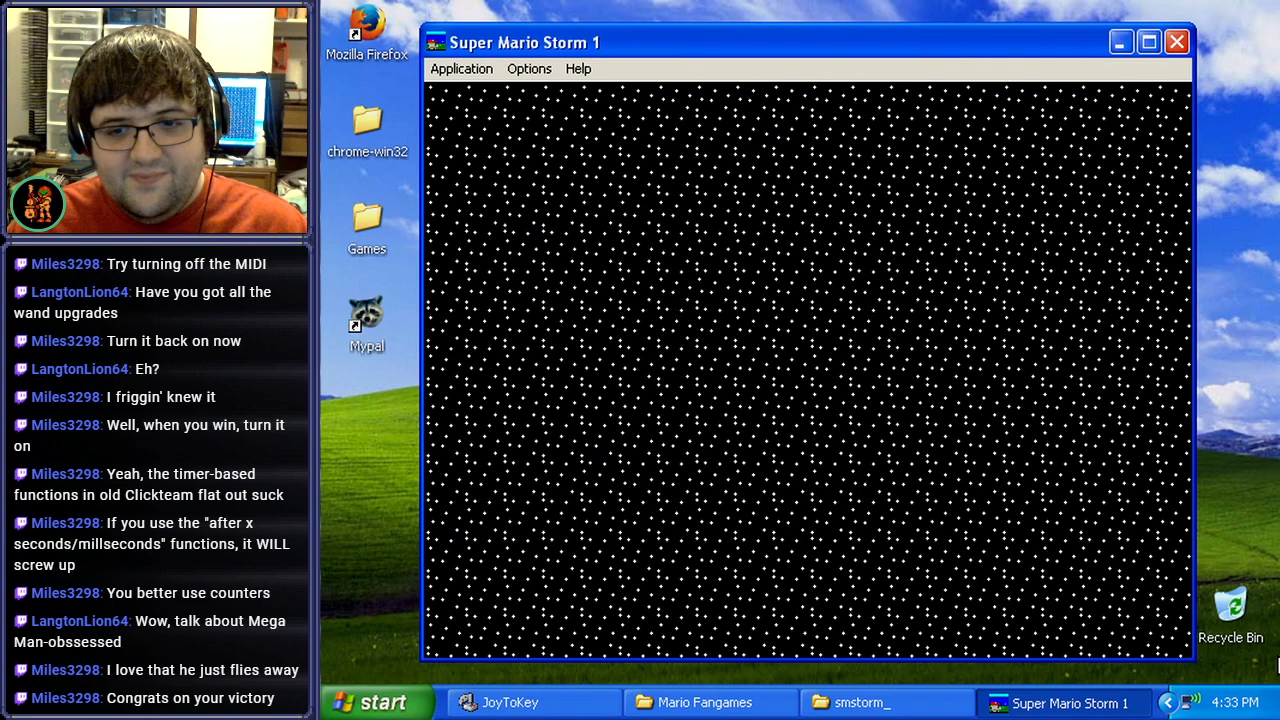 Miles3298: Try turning off the MIDI
LangtonLion64: Have you got all the
wand upgrades
Miles3298: Turn it back on now
LangtonLion64: Eh?
Miles3298: I friggin' knew it
Miles3298: Well, when you win, turn it
on
Miles3298: Yeah, the timer-based
functions in old Clickteam flat out suck
Miles3298: If you use the "after x
seconds/millseconds" functions, it WILL
screw up
Miles3298: You better use counters
LangtonLion64: Wow, talk about Mega
Man-obssessed
Miles3298: I love that he just flies away
Miles3298: Congrats on your victory
Mozilla Firefox
chrome-win32
Games
Mypal
Super Mario Storm 1
Application Options Help
Recycle Bin
start
JoyToKey
Mario Fangames
smstorm_
Super Mario Storm 1
4:33 PM